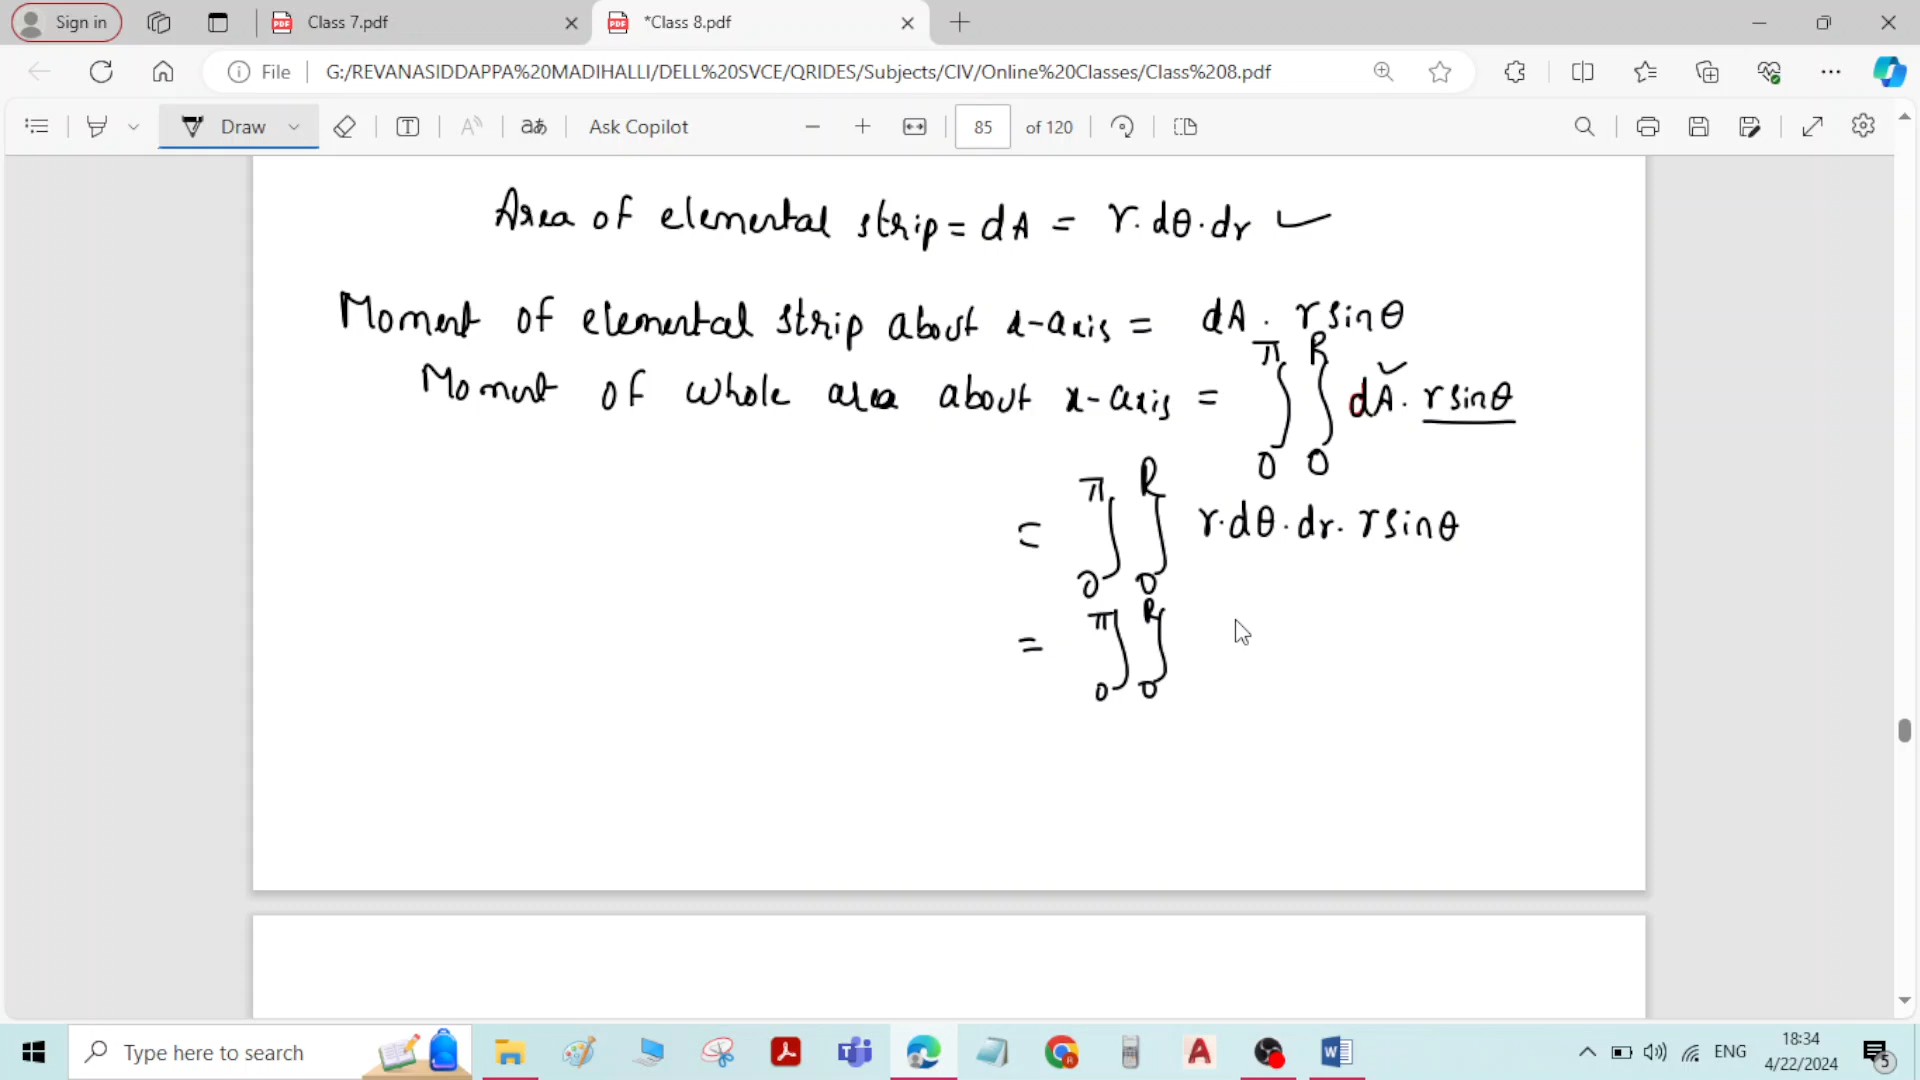 Sign in
Class 7.pdf
*Class 8.pdf
File
G:/REVANASIDDAPPA%20MADIHALLI/DELL%20SVCE/QRIDES/Subjects/CIV/Online%20Classes/Class%208.pdf
Draw
Ask Copilot
85 of 120
Area of elemental strip = dA = r.dθ.dr
Moment of elemental strip about x-axis = dA . r sinθ
Moment of whole area about x-axis = ∫₀^π ∫₀^R dA . r sinθ
= ∫₀^π ∫₀^R r.dθ.dr. r sinθ
= ∫₀^π ∫₀^R
Type here to search
ENG
18:34
4/22/2024
5